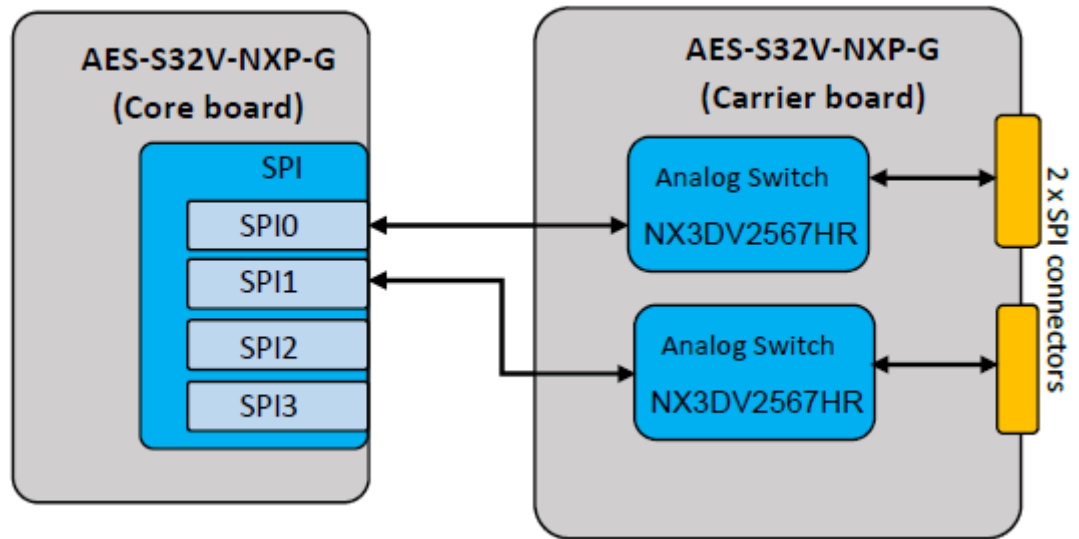 AES-S32V-NXP-G
(Core board)
SPI
SPI0
SPI1
SPI2
SPI3
AES-S32V-NXP-G
(Carrier board)
Analog Switch
NX3DV2567HR
Analog Switch
NX3DV2567HR
2 x SPI connectors